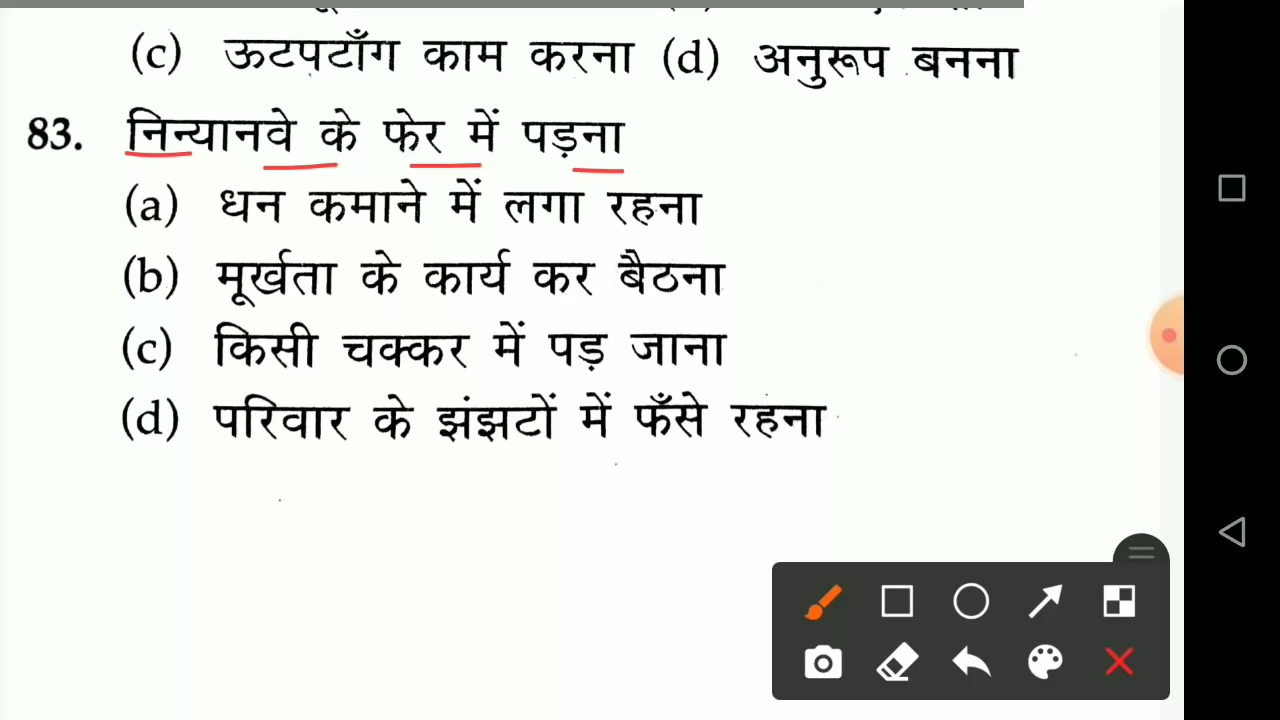 (c) ऊटपटाँग काम करना (d) अनुरूप बनना
83. निन्यानवे के फेर में पड़ना
(a) धन कमाने में लगा रहना
(b) मूर्खता के कार्य कर बैठना
(c) किसी चक्कर में पड़ जाना
(d) परिवार के झंझटों में फँसे रहना